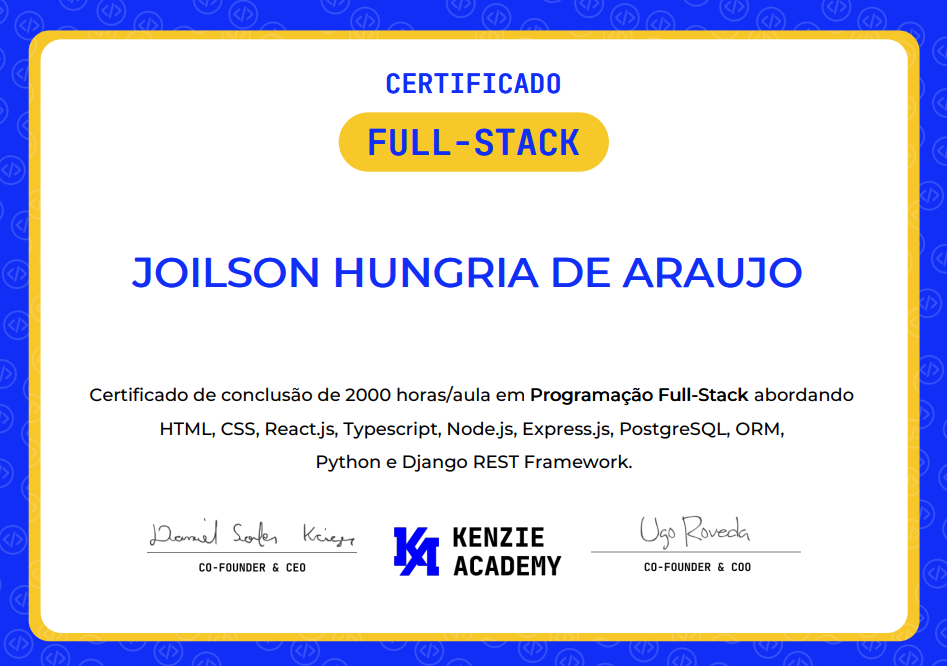 CERTIFICADO
FULL-STACK
JOILSON HUNGRIA DE ARAUJO
Certificado de conclusão de 2000 horas/aula em Programação Full-Stack abordando
HTML, CSS, React.js, Typescript, Node.js, Express.js, PostgreSQL, ORM,
Python e Django REST Framework.
Daniel
CO-FOUNDER & CEO
KA
KENZIE
ACADEMY
Ugo Roveda
CO-FOUNDER & COO